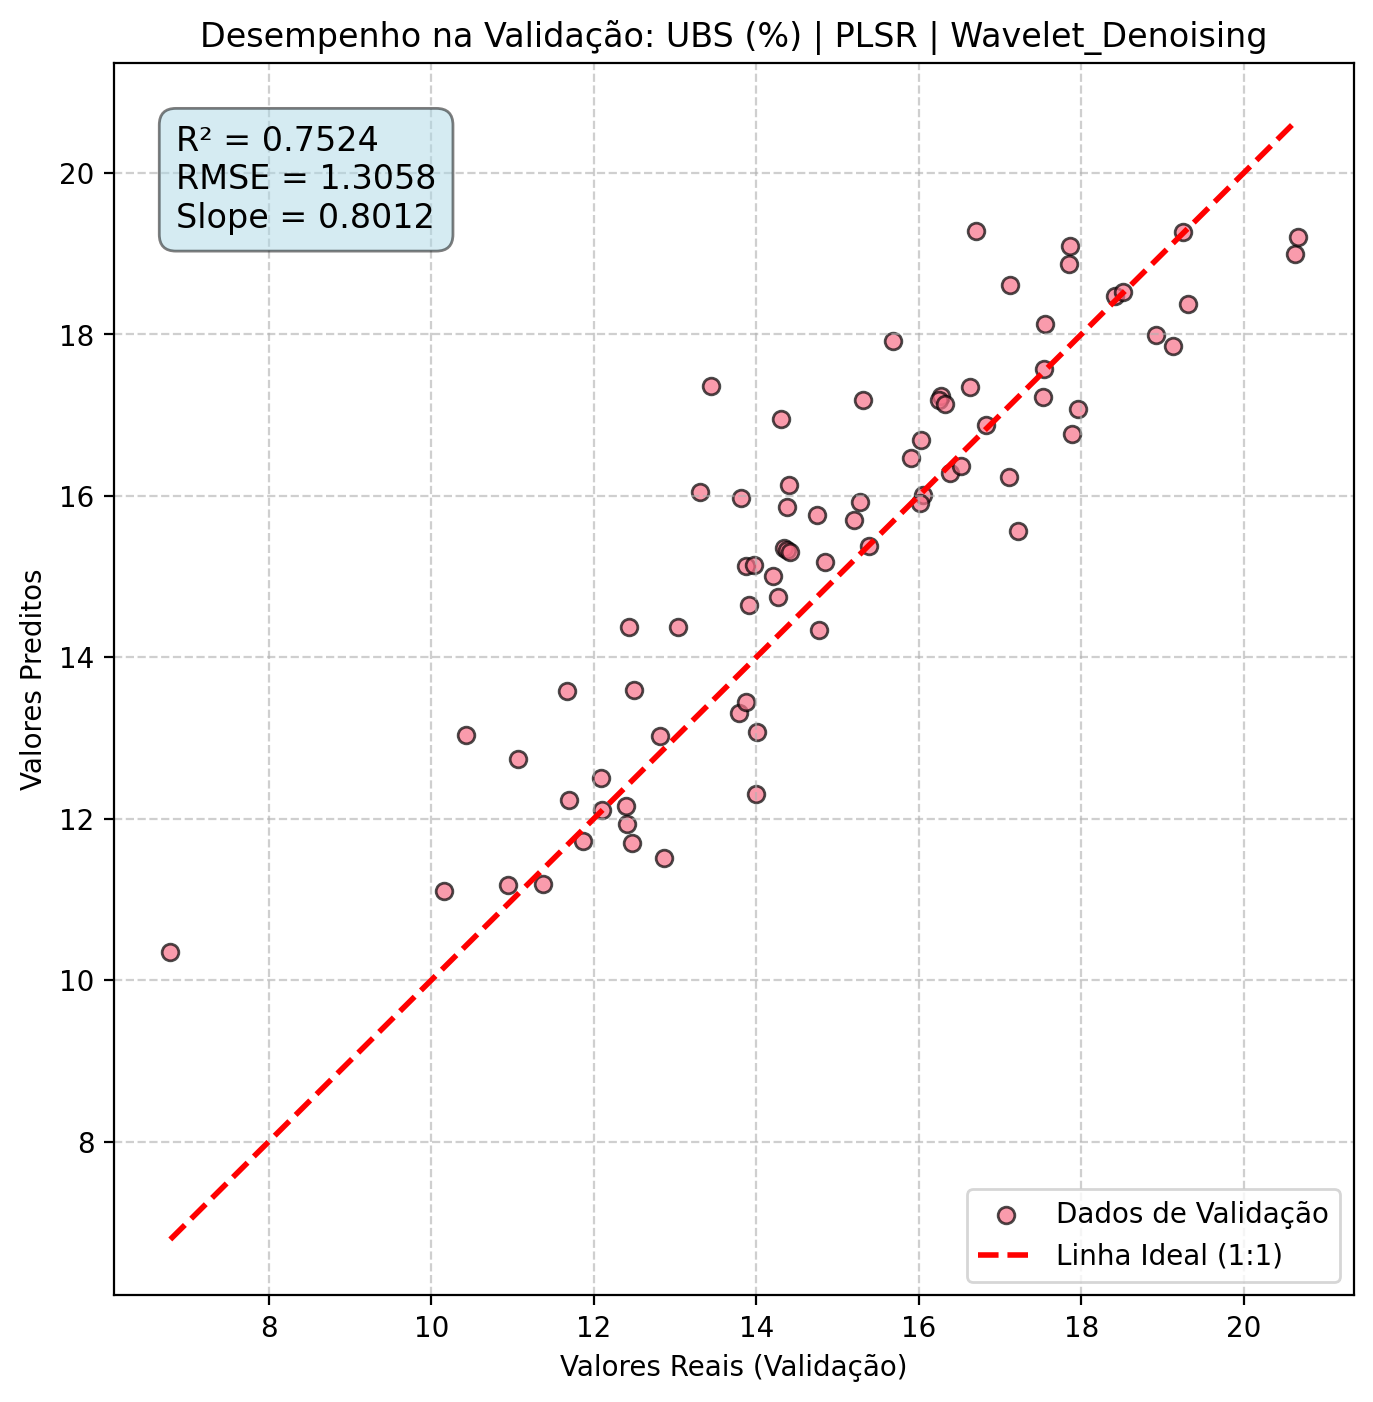 Desempenho na Validação: UBS (%) | PLSR | Wavelet_Denoising
R² = 0.7524
RMSE = 1.3058
Slope = 0.8012
20
18
16
14
12
10
8
Valores Preditos
Dados de Validação
Linha Ideal (1:1)
8 10 12 14 16 18 20
Valores Reais (Validação)